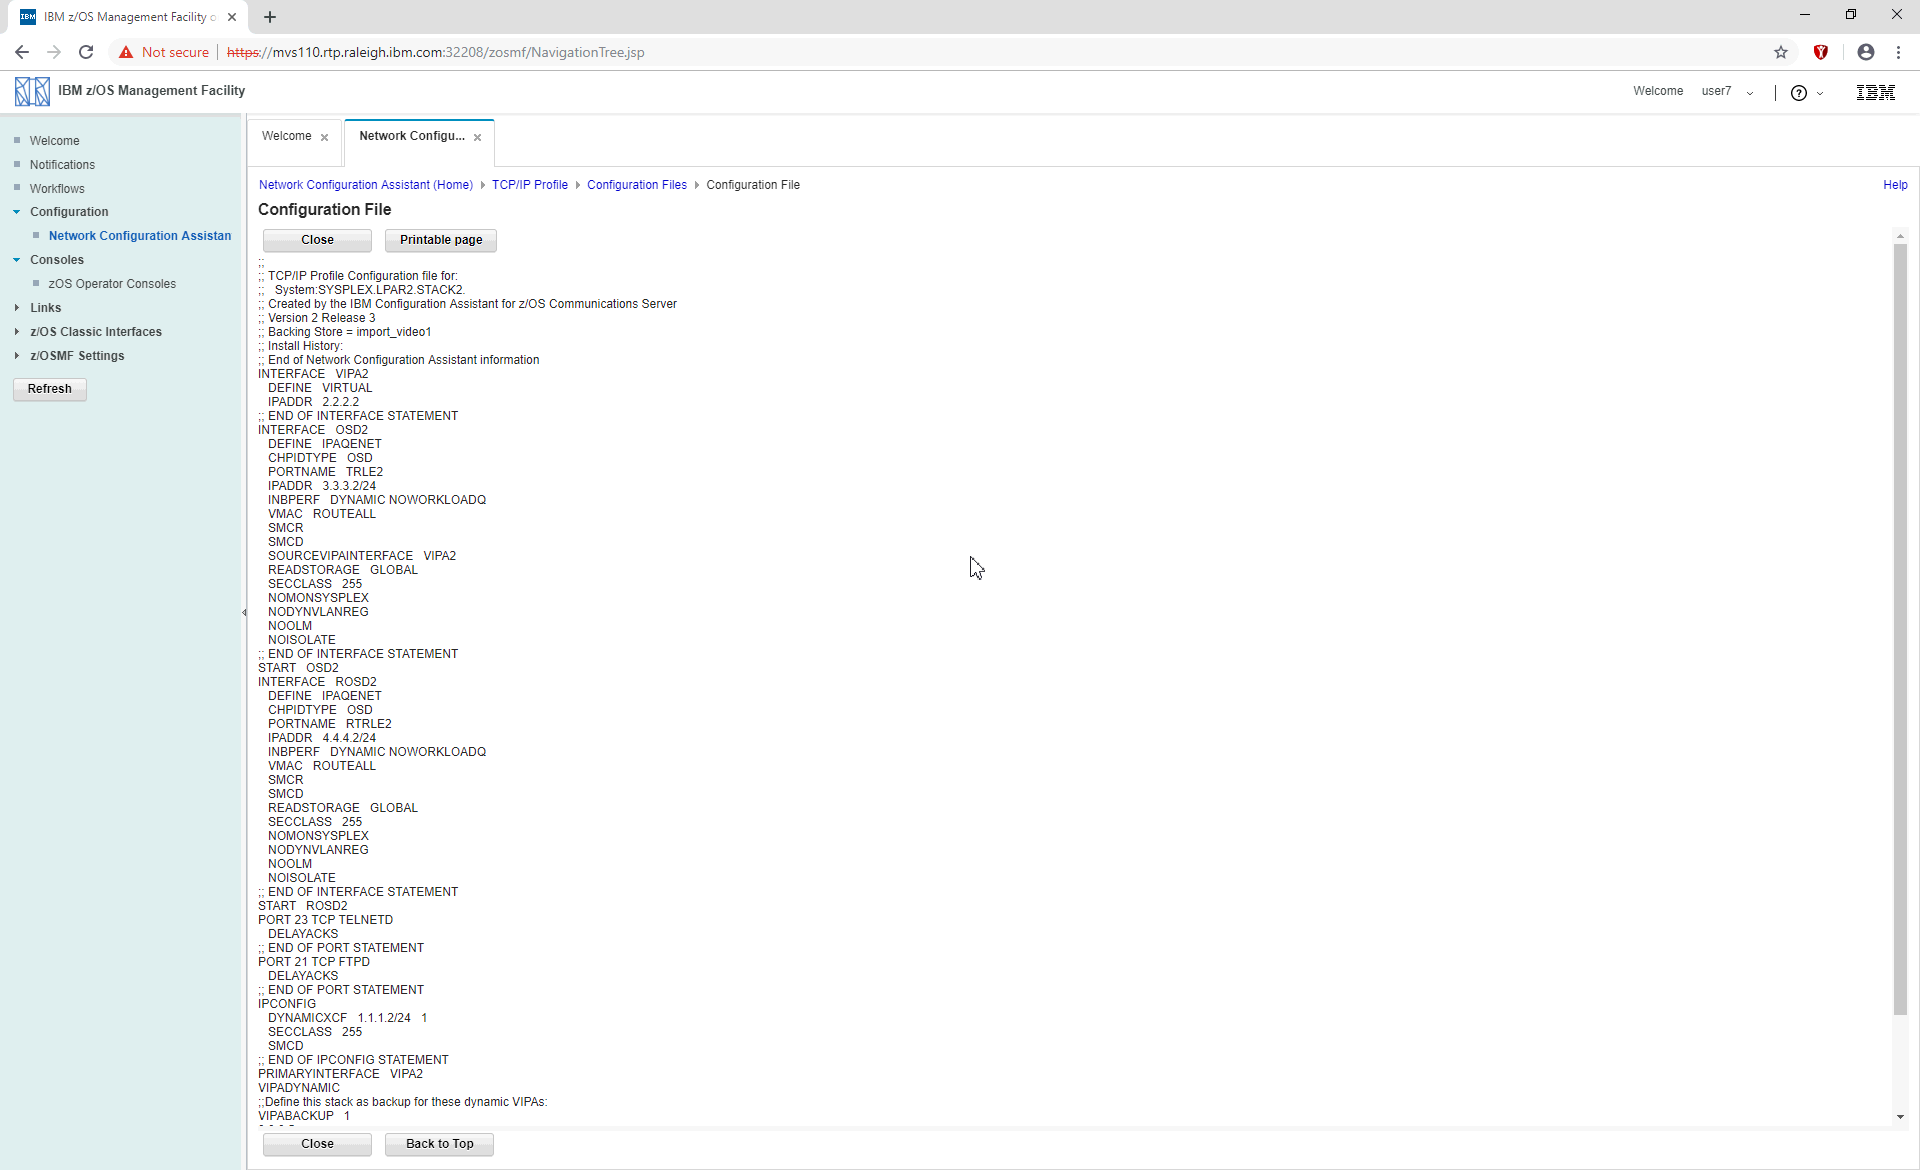 IBM z/OS Management Facility o
Not secure
https://mvs110.rtp.raleigh.ibm.com:32208/zosmf/NavigationTree.jsp
IBM z/OS Management Facility
Welcome user7
IBM
Welcome
Notifications
Workflows
Configuration
Network Configuration Assistan
Consoles
zOS Operator Consoles
Links
z/OS Classic Interfaces
z/OSMF Settings
Refresh
Welcome
Network Configu...
Network Configuration Assistant (Home) TCP/IP Profile Configuration Files Configuration File
Help
Configuration File
Close Printable page
;;
;; TCP/IP Profile Configuration file for:
;; System:SYSPLEX.LPAR2.STACK2.
;; Created by the IBM Configuration Assistant for z/OS Communications Server
;; Version 2 Release 3
;; Backing Store = import_video1
;; Install History:
;; End of Network Configuration Assistant information
INTERFACE VIPA2
DEFINE VIRTUAL
IPADDR 2.2.2.2
;; END OF INTERFACE STATEMENT
INTERFACE OSD2
DEFINE IPAQENET
CHPIDTYPE OSD
PORTNAME TRLE2
IPADDR 3.3.3.2/24
INBPERF DYNAMIC NOWORKLOADQ
VMAC ROUTEALL
SMCR
SMCD
SOURCEVIPAINTERFACE VIPA2
READSTORAGE GLOBAL
SECCLASS 255
NOMONSYSPLEX
NODYNVLANREG
NOOLM
NOISOLATE
;; END OF INTERFACE STATEMENT
START OSD2
INTERFACE ROSD2
DEFINE IPAQENET
CHPIDTYPE OSD
PORTNAME RTRLE2
IPADDR 4.4.4.2/24
INBPERF DYNAMIC NOWORKLOADQ
VMAC ROUTEALL
SMCR
SMCD
READSTORAGE GLOBAL
SECCLASS 255
NOMONSYSPLEX
NODYNVLANREG
NOOLM
NOISOLATE
;; END OF INTERFACE STATEMENT
START ROSD2
PORT 23 TCP TELNETD
DELAYACKS
;; END OF PORT STATEMENT
PORT 21 TCP FTPD
DELAYACKS
;; END OF PORT STATEMENT
IPCONFIG
DYNAMICXCF 1.1.1.2/24 1
SECCLASS 255
SMCD
;; END OF IPCONFIG STATEMENT
PRIMARYINTERFACE VIPA2
VIPADYNAMIC
;;Define this stack as backup for these dynamic VIPAs:
VIPABACKUP 1
Close Back to Top